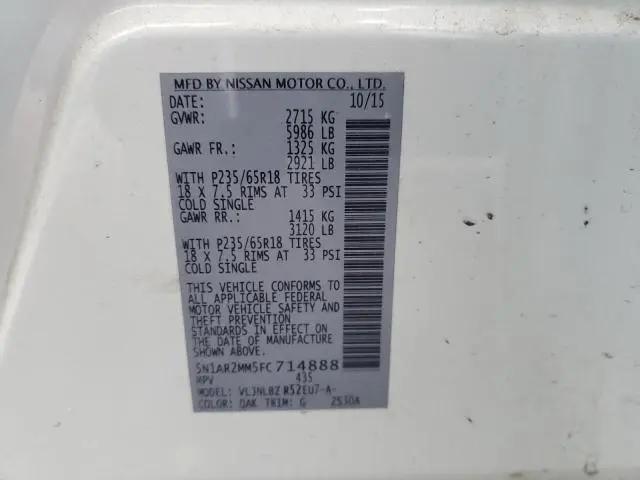 MFD BY NISSAN MOTOR CO., LTD.
DATE: 10/15
GVWR: 2715 KG
5986 LB
GAWR FR.: 1325 KG
2921 LB
WITH P235/65R18 TIRES
18 X 7.5 RIMS AT 33 PSI
COLD SINGLE
GAWR RR.: 1415 KG
3120 LB
WITH P235/65R18 TIRES
18 X 7.5 RIMS AT 33 PSI
COLD SINGLE
THIS VEHICLE CONFORMS TO
ALL APPLICABLE FEDERAL
MOTOR VEHICLE SAFETY AND
THEFT PREVENTION
STANDARDS IN EFFECT ON
DATE OF MANUFACTURE
SHOWN ABOVE.
5N1AR2MM5FC714888
MPV 435
MODEL: VL3NLBZ R52EU7-A-
COLOR: QAK TRIM: G 2530A